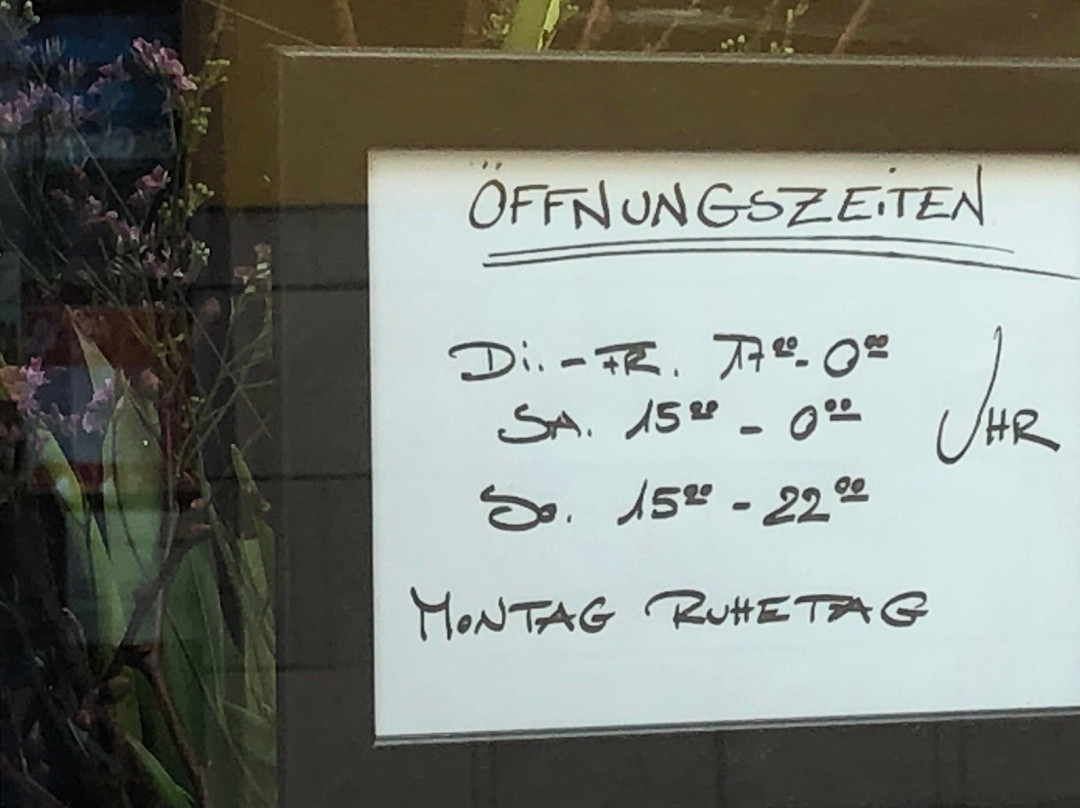 ÖFFNUNGSZEITEN
Di. - FR. 17⁰⁰ - 0⁰⁰
SA. 15⁰⁰ - 0⁰⁰ UHR
So. 15⁰⁰ - 22⁰⁰
MONTAG RUHETAG